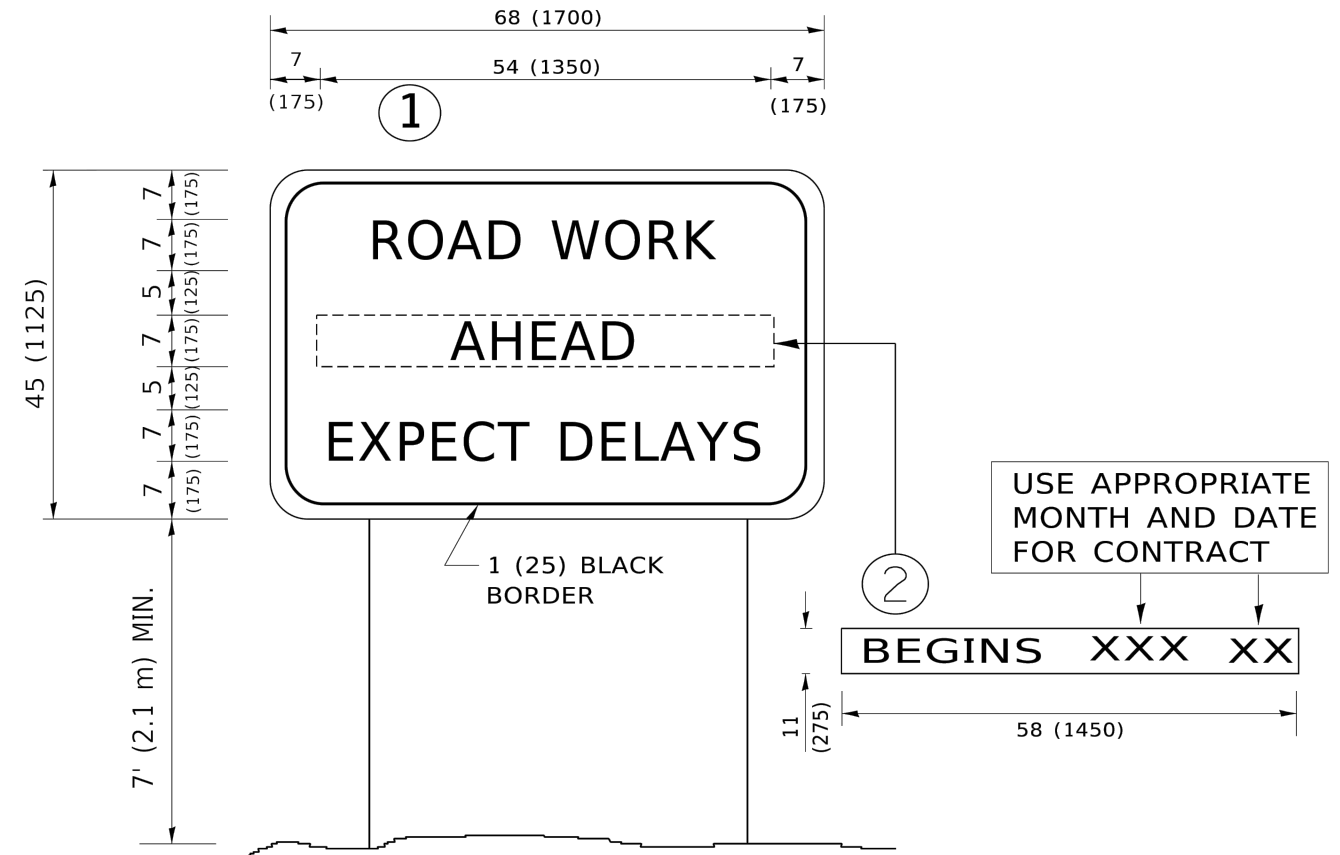 68 (1700)
7 54 (1350) 7
(175) (175)
1
7 (175)
7 (175)
5 (125)
7 (175)
5 (125)
7 (175)
7 (175)
45 (1125)
ROAD WORK
AHEAD
EXPECT DELAYS
1 (25) BLACK
BORDER
7' (2.1 m) MIN.
USE APPROPRIATE
MONTH AND DATE
FOR CONTRACT
2
BEGINS XXX XX
11
(275)
58 (1450)